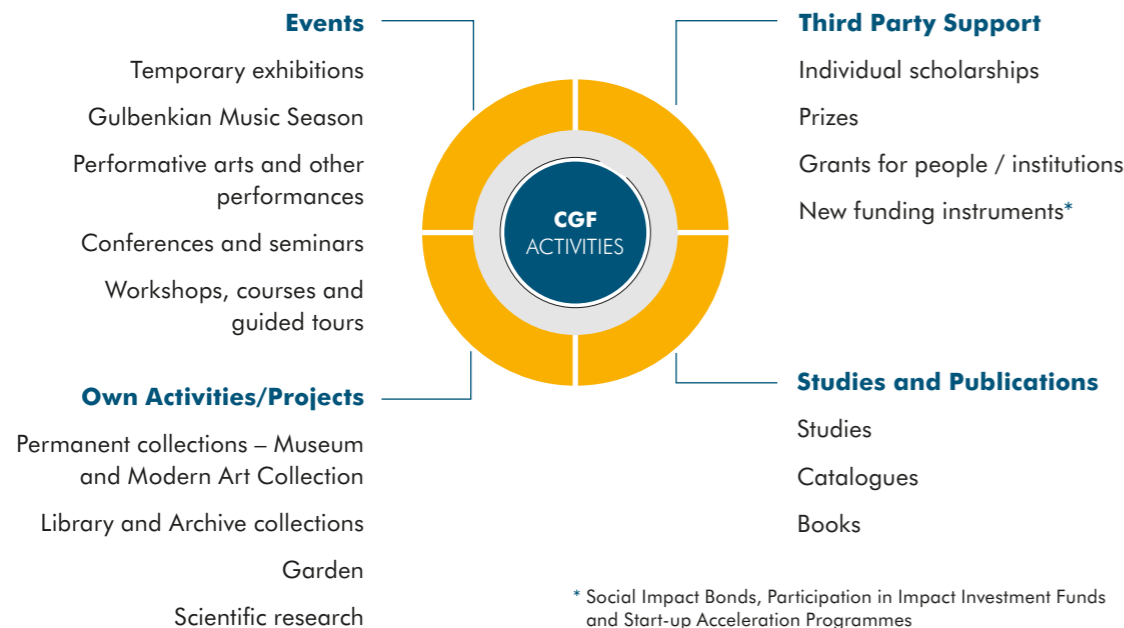 Events
Temporary exhibitions
Gulbenkian Music Season
Performative arts and other
performances
Conferences and seminars
Workshops, courses and
guided tours
Own Activities/Projects
Permanent collections – Museum
and Modern Art Collection
Library and Archive collections
Garden
Scientific research
CGF
ACTIVITIES
Third Party Support
Individual scholarships
Prizes
Grants for people / institutions
New funding instruments*
Studies and Publications
Studies
Catalogues
Books
* Social Impact Bonds, Participation in Impact Investment Funds
and Start-up Acceleration Programmes